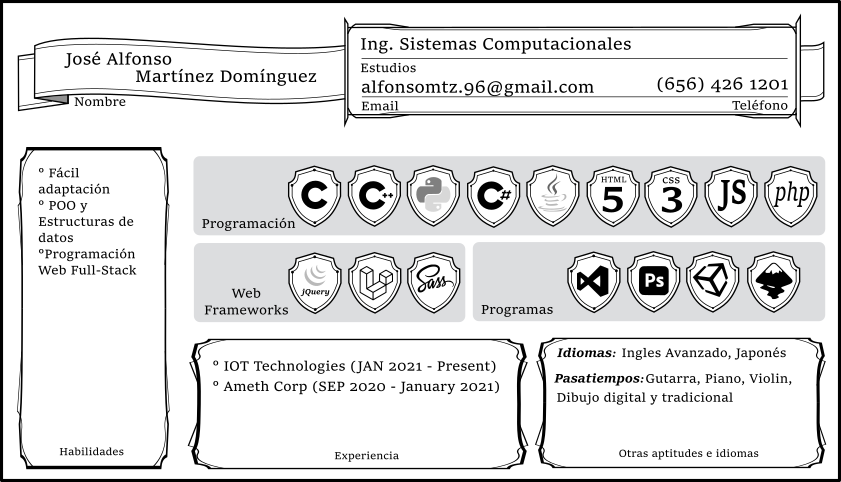 José Alfonso
Martínez Domínguez
Nombre
Ing. Sistemas Computacionales
Estudios
alfonsomtz.96@gmail.com (656) 426 1201
Email Teléfono
° Fácil
adaptación
° POO y
Estructuras de
datos
°Programación
Web Full-Stack
Habilidades
Programación
C C++ C# HTML 5 CSS 3 JS php
Web
Frameworks
jQuery Sass
Programas
Ps
° IOT Technologies (JAN 2021 - Present)
° Ameth Corp (SEP 2020 - January 2021)
Experiencia
Idiomas: Ingles Avanzado, Japonés
Pasatiempos: Gutarra, Piano, Violin,
Dibujo digital y tradicional
Otras aptitudes e idiomas